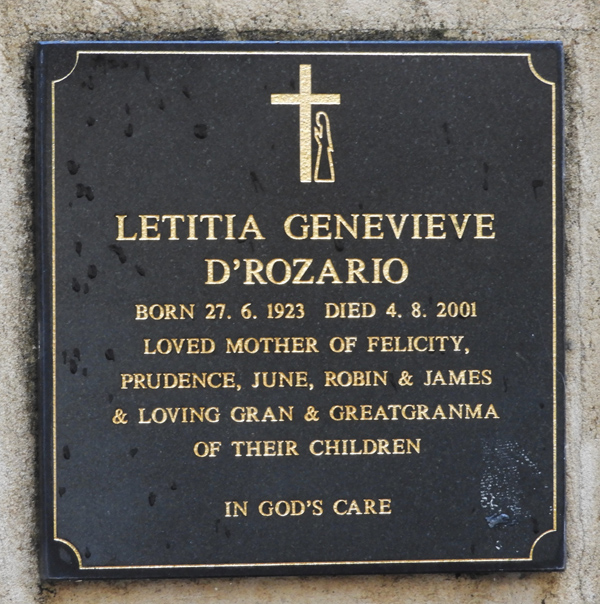 LETITIA GENEVIEVE
D'ROZARIO
BORN 27. 6. 1923 DIED 4. 8. 2001
LOVED MOTHER OF FELICITY,
PRUDENCE, JUNE, ROBIN & JAMES
& LOVING GRAN & GREATGRANMA
OF THEIR CHILDREN
IN GOD'S CARE